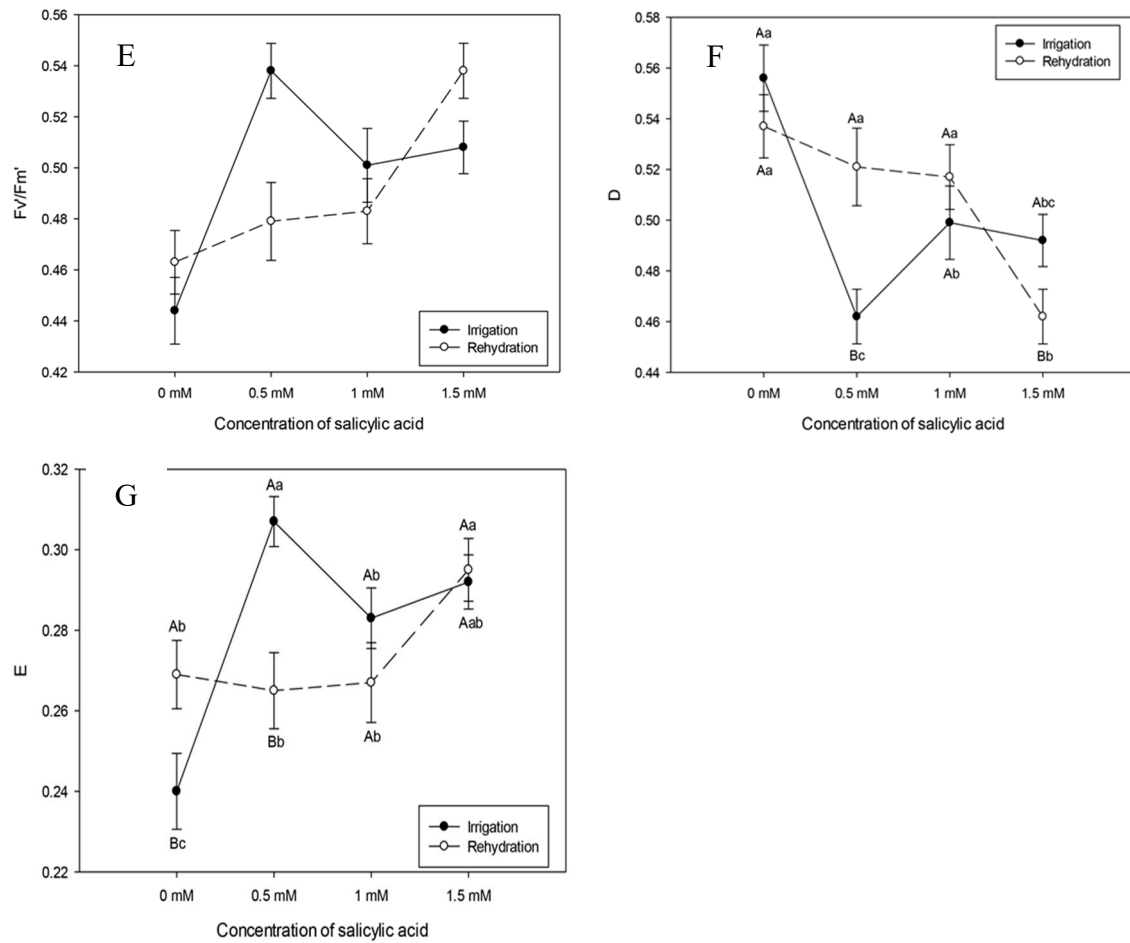 E
0.56
0.54
0.52
0.50
0.48
0.46
0.44
0.42
Fv/Fm'
Irrigation
Rehydration
0 mM 0.5 mM 1 mM 1.5 mM
Concentration of salicylic acid
F
0.58
0.56
0.54
0.52
0.50
0.48
0.46
0.44
D
Aa
Aa
Aa
Aa
Abc
Ab
Bc
Bb
Irrigation
Rehydration
0 mM 0.5 mM 1 mM 1.5 mM
Concentration of salicylic acid
G
0.32
0.30
0.28
0.26
0.24
0.22
E
Aa
Aa
Ab
Ab
Aab
Bb
Ab
Bc
Irrigation
Rehydration
0 mM 0.5 mM 1 mM 1.5 mM
Concentration of salicylic acid